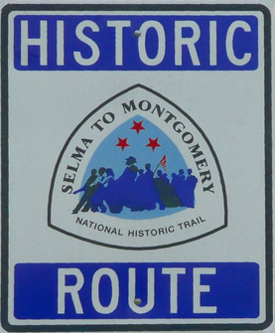 HISTORIC
SELMA TO MONTGOMERY
NATIONAL HISTORIC TRAIL
ROUTE